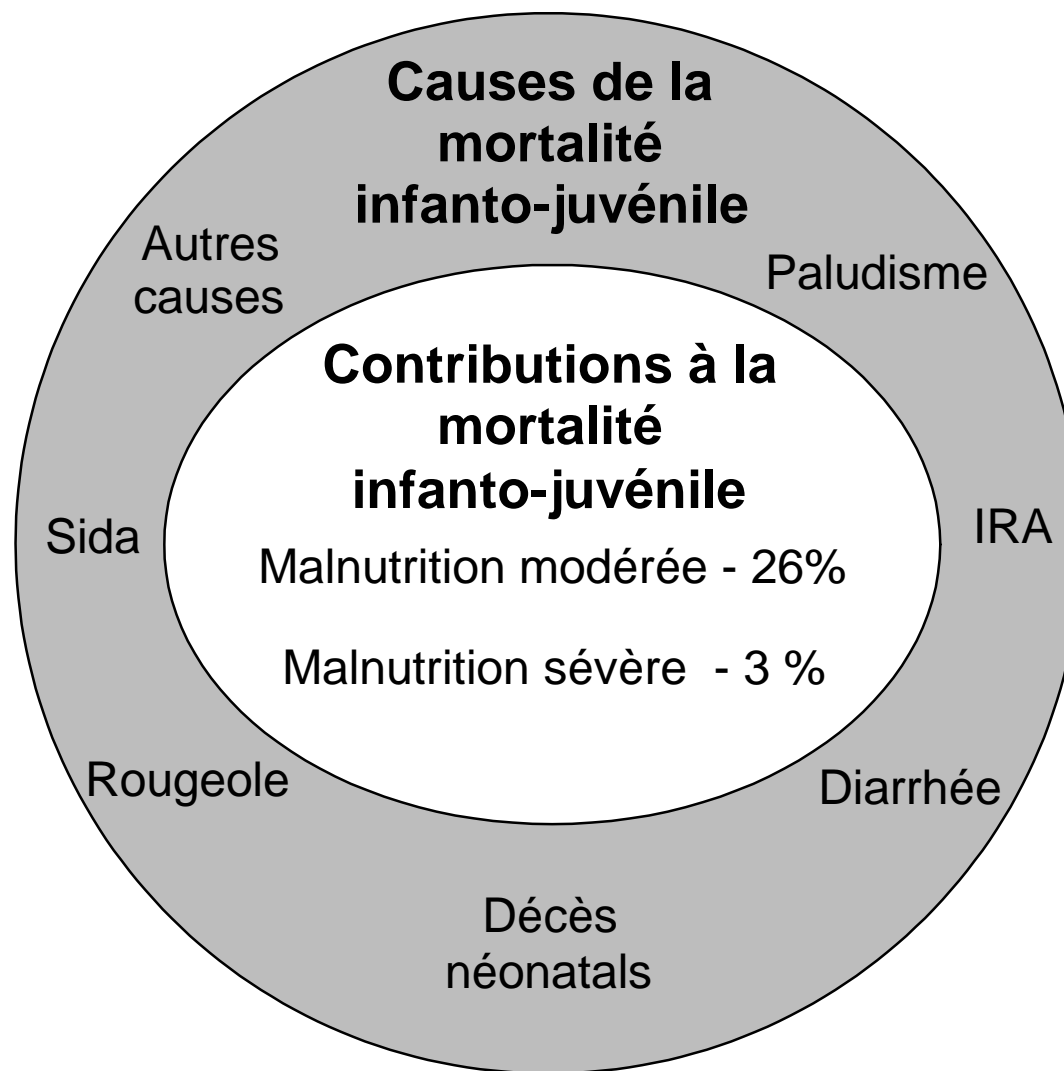 Causes de la
mortalité
infanto-juvénile
Autres
causes
Paludisme
Contributions à la
mortalité
infanto-juvénile
Sida
IRA
Malnutrition modérée - 26%
Malnutrition sévère - 3 %
Rougeole
Diarrhée
Décès
néonatals